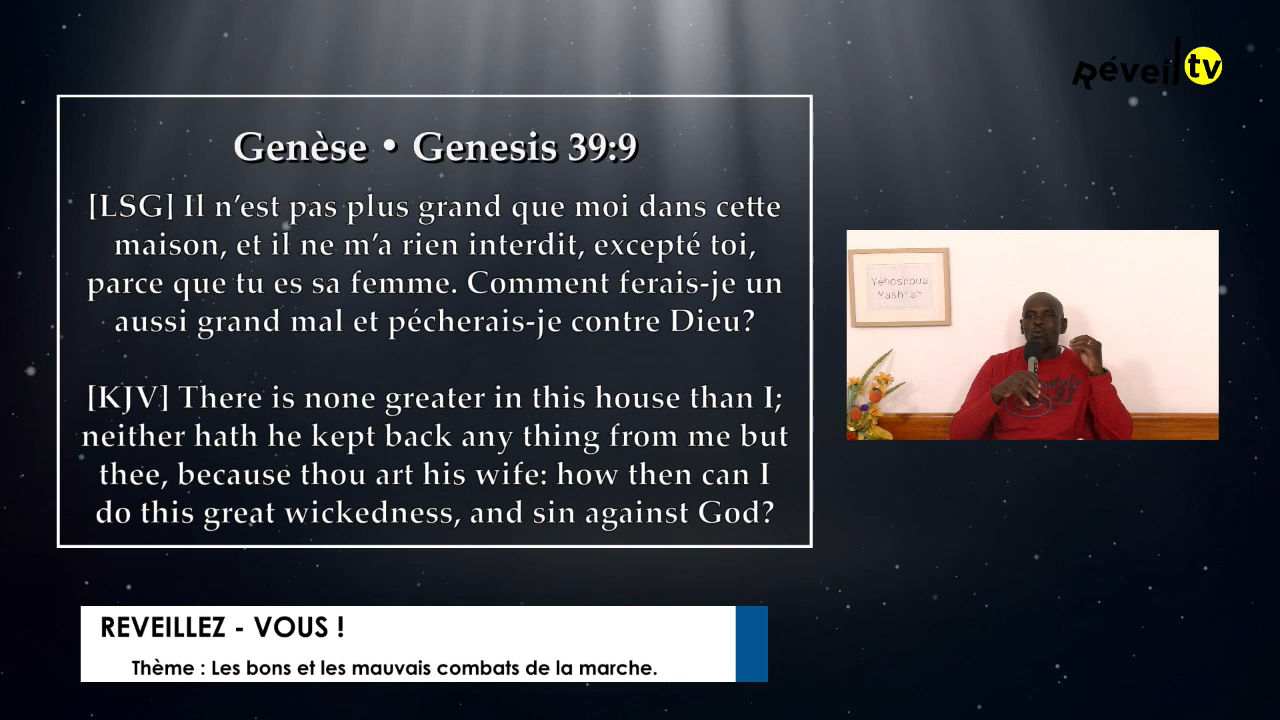 Réveil tv
Genèse • Genesis 39:9
[LSG] Il n’est pas plus grand que moi dans cette
maison, et il ne m’a rien interdit, excepté toi,
parce que tu es sa femme. Comment ferais-je un
aussi grand mal et pécherais-je contre Dieu?
[KJV] There is none greater in this house than I;
neither hath he kept back any thing from me but
thee, because thou art his wife: how then can I
do this great wickedness, and sin against God?
Yéhoshoua
Mashiah
REVEILLEZ - VOUS !
Thème : Les bons et les mauvais combats de la marche.